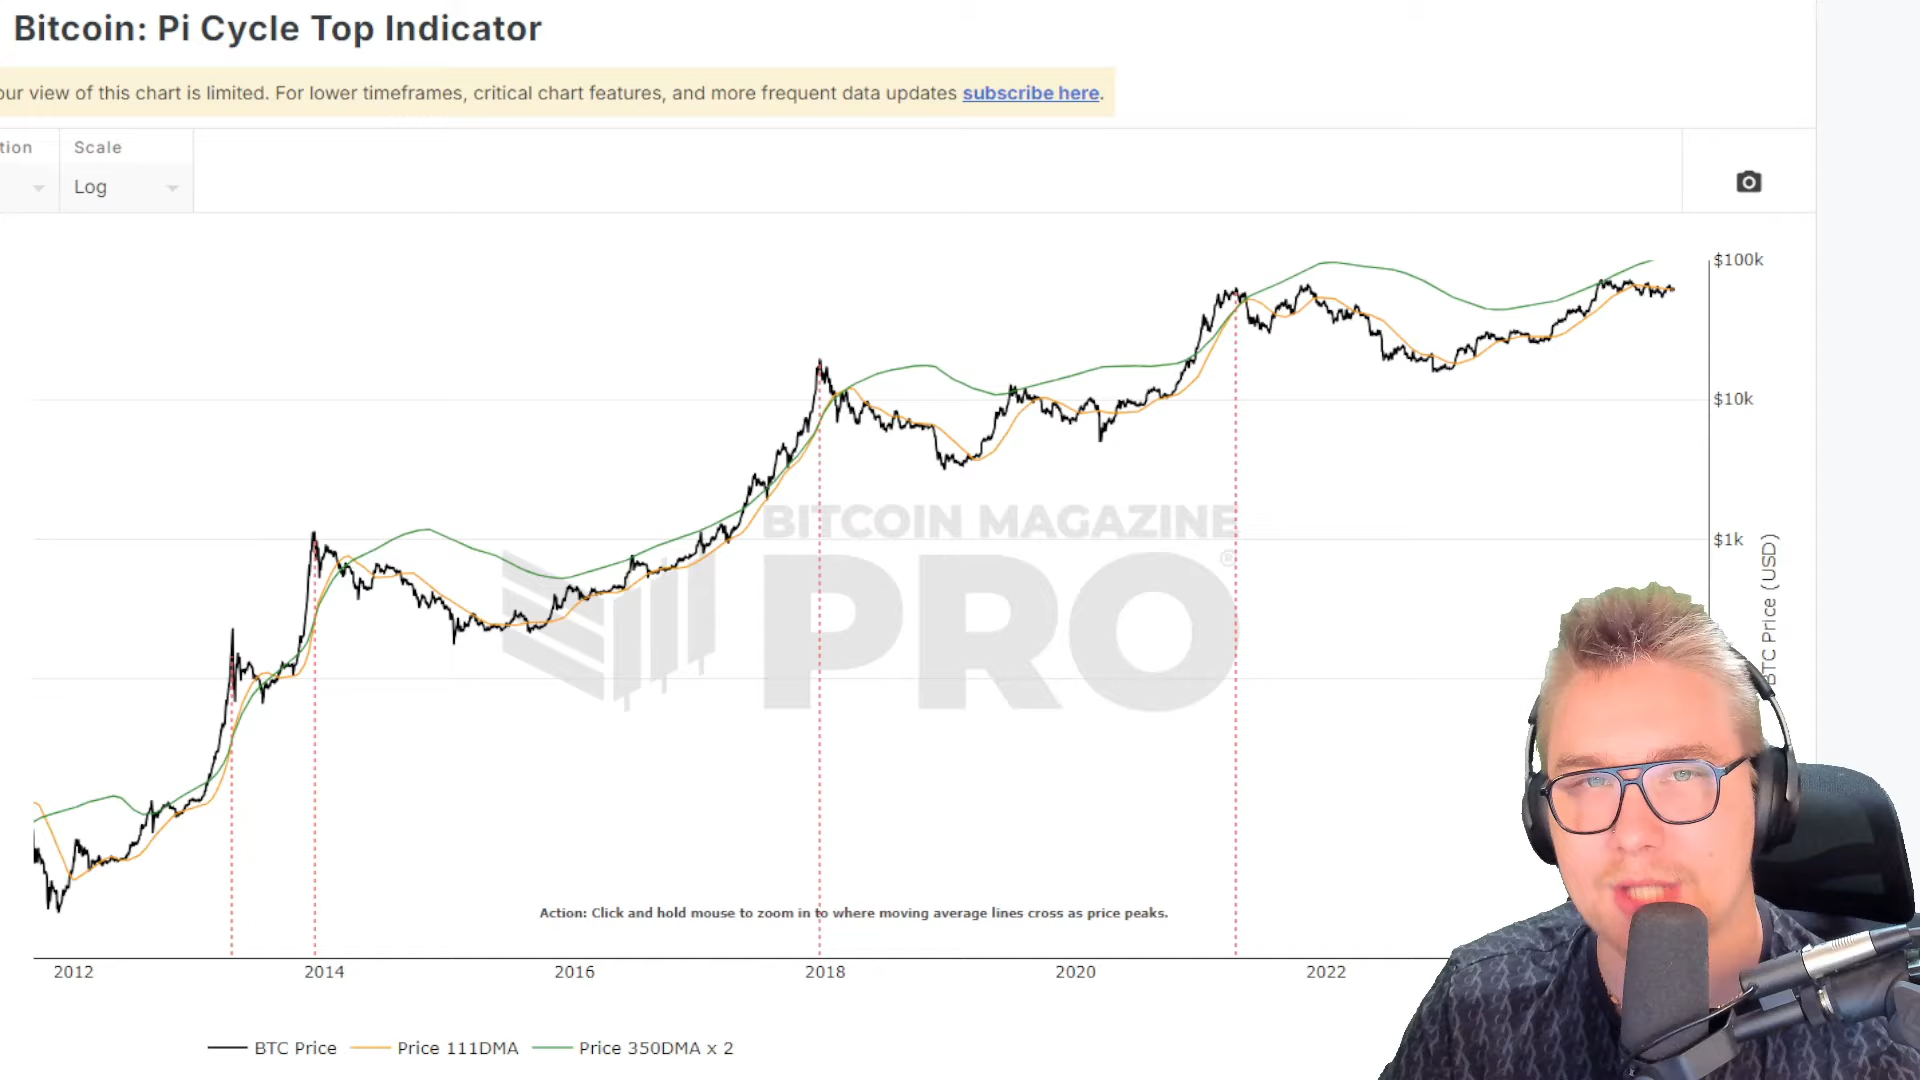 Bitcoin: Pi Cycle Top Indicator
our view of this chart is limited. For lower timeframes, critical chart features, and more frequent data updates subscribe here.
tion
Scale
Log
$100k
$10k
$1k
BTC Price (USD)
BITCOIN MAGAZINE
PRO®
Action: Click and hold mouse to zoom in to where moving average lines cross as price peaks.
2012 2014 2016 2018 2020 2022
BTC Price Price 111DMA Price 350DMA x 2